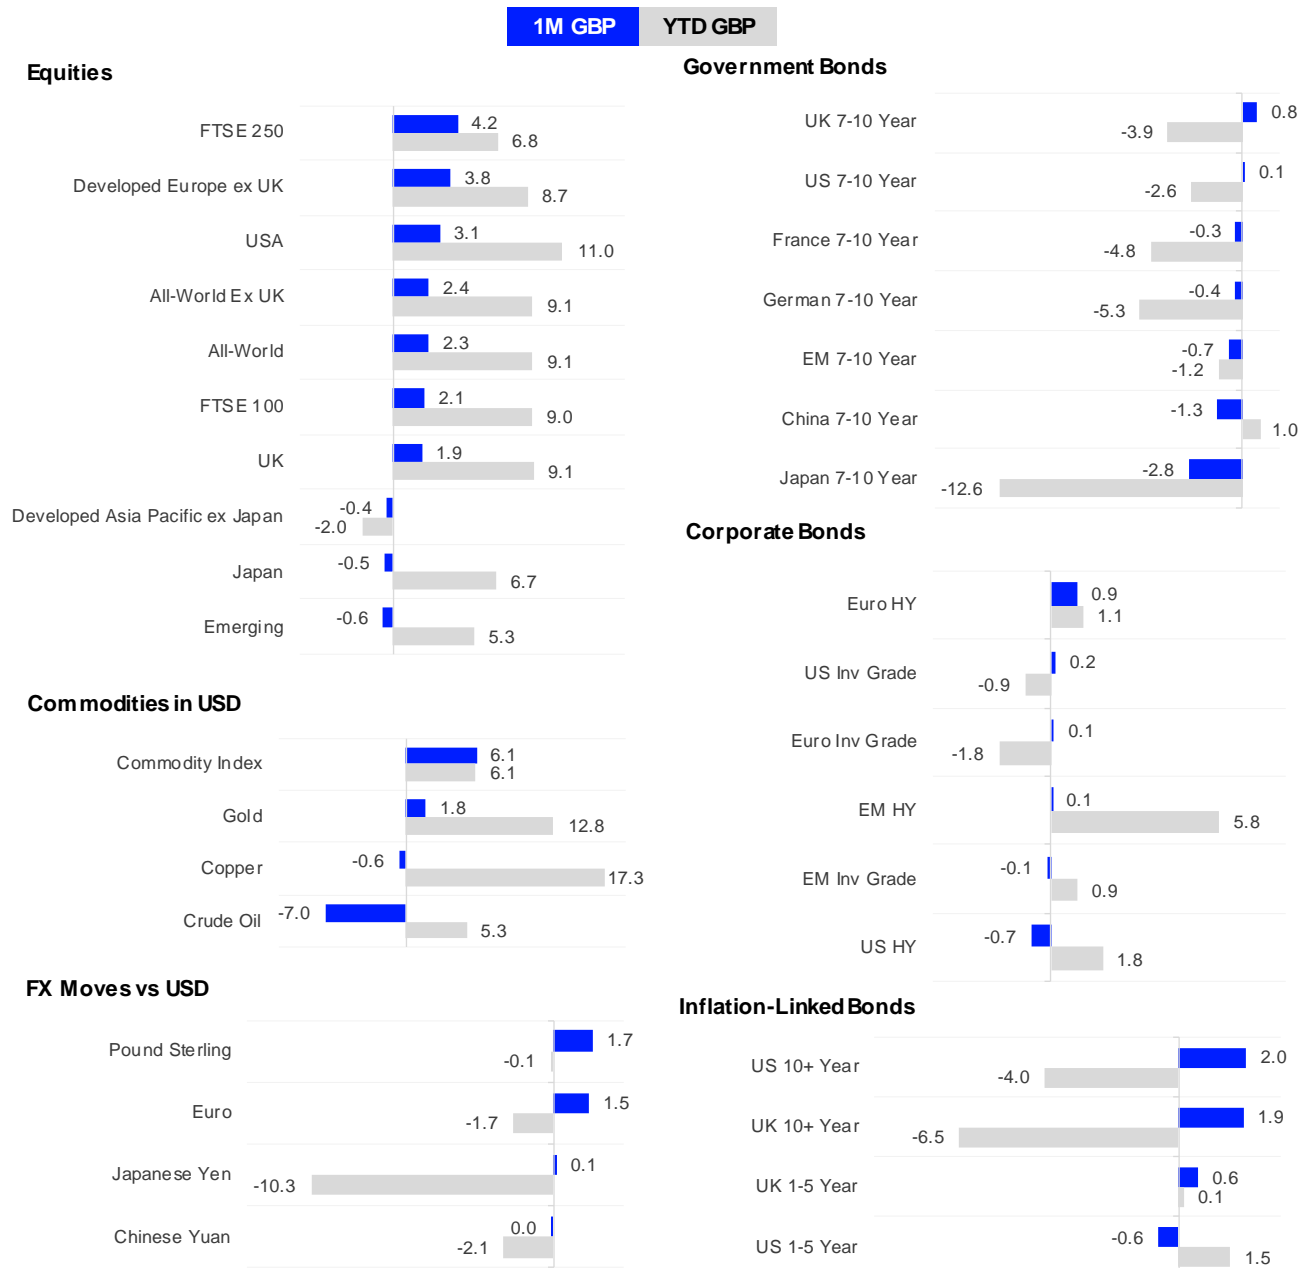 1M GBP YTD GBP
Equities
FTSE 250 4.2
6.8
Developed Europe ex UK 3.8
8.7
USA 3.1
11.0
All-World Ex UK 2.4
9.1
All-World 2.3
9.1
FTSE 100 2.1
9.0
UK 1.9
9.1
Developed Asia Pacific ex Japan -0.4
-2.0
Japan -0.5
6.7
Emerging -0.6
5.3
Commodities in USD
Commodity Index 6.1
6.1
Gold 1.8
12.8
Copper -0.6
17.3
Crude Oil -7.0
5.3
FX Moves vs USD
Pound Sterling 1.7
-0.1
Euro 1.5
-1.7
Japanese Yen 0.1
-10.3
Chinese Yuan 0.0
-2.1
Government Bonds
UK 7-10 Year 0.8
-3.9
US 7-10 Year 0.1
-2.6
France 7-10 Year -0.3
-4.8
German 7-10 Year -0.4
-5.3
EM 7-10 Year -0.7
-1.2
China 7-10 Year -1.3
1.0
Japan 7-10 Year -2.8
-12.6
Corporate Bonds
Euro HY 0.9
1.1
US Inv Grade 0.2
-0.9
Euro Inv Grade 0.1
-1.8
EM HY 0.1
5.8
EM Inv Grade -0.1
0.9
US HY -0.7
1.8
Inflation-Linked Bonds
US 10+ Year 2.0
-4.0
UK 10+ Year 1.9
-6.5
UK 1-5 Year 0.6
0.1
US 1-5 Year -0.6
1.5